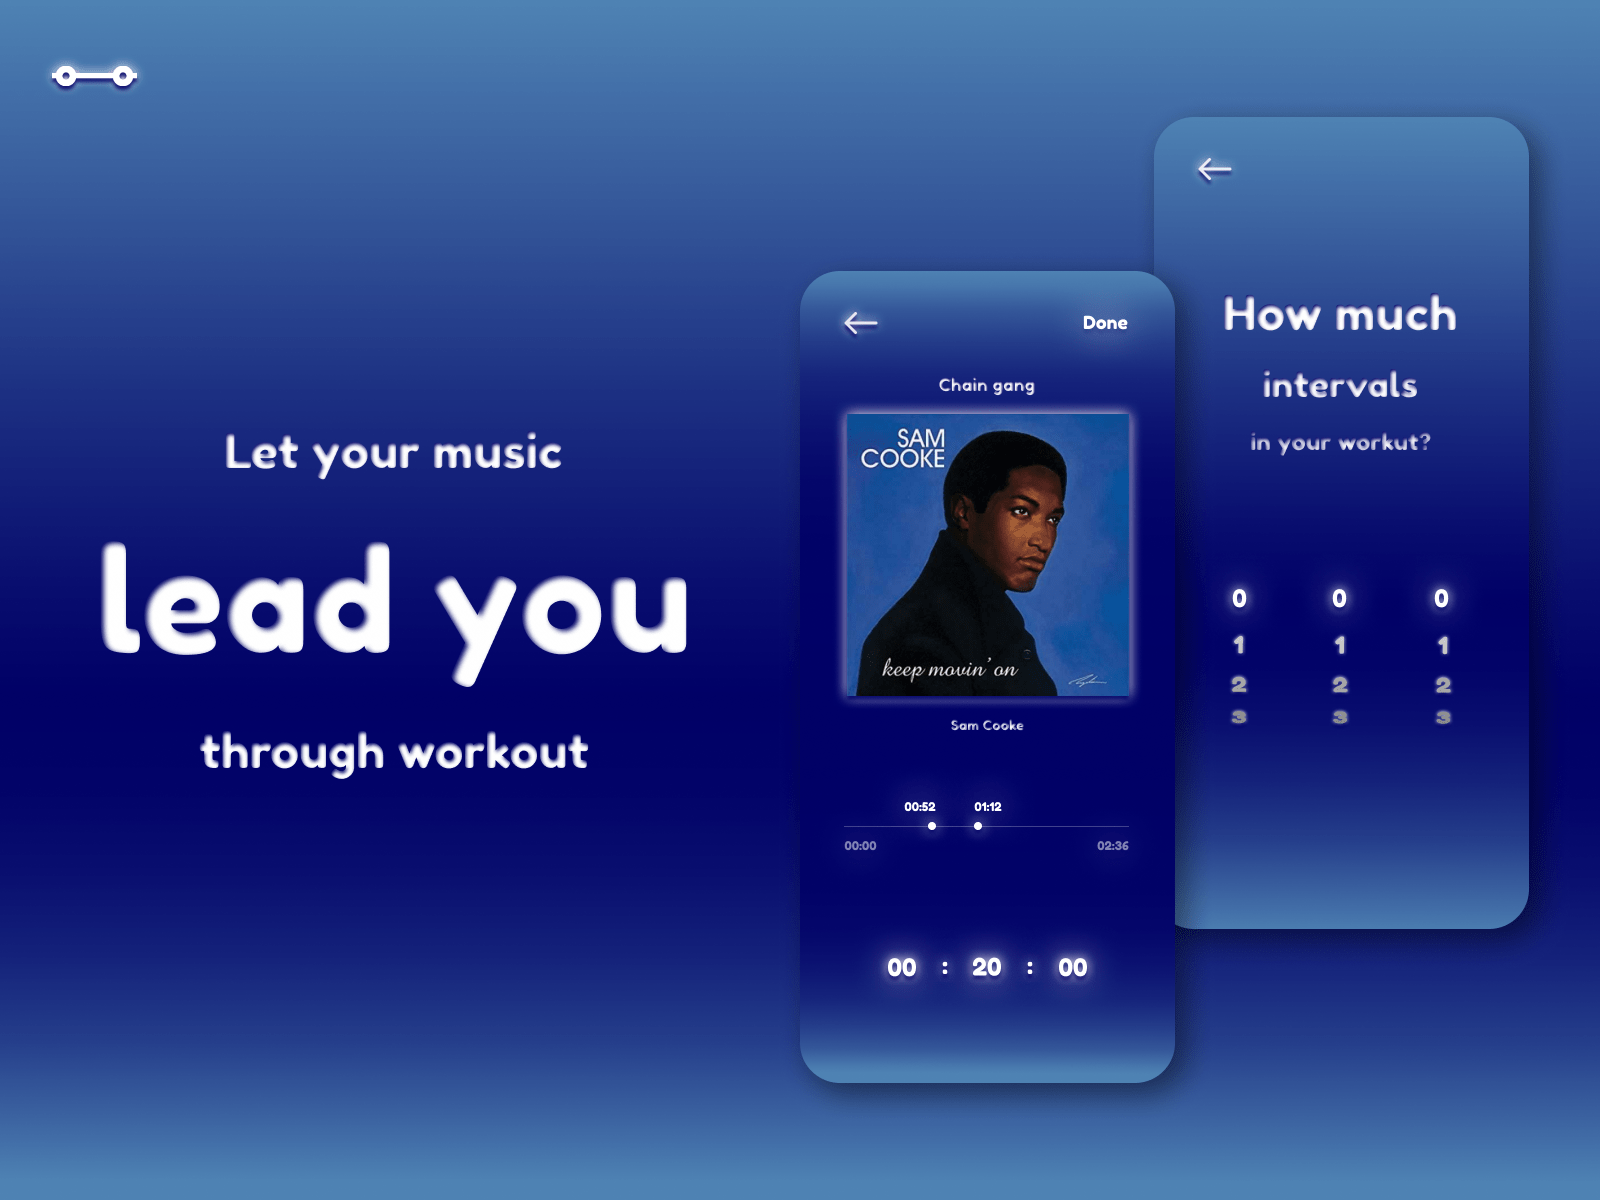 Let your music
lead you
through workout
Done
Chain gang
SAM
COOKE
keep movin' on
Sam Cooke
00:52 01:12
00:00 02:36
00 : 20 : 00
How much
intervals
in your workut?
0 0 0
1 1 1
2 2 2
3 3 3